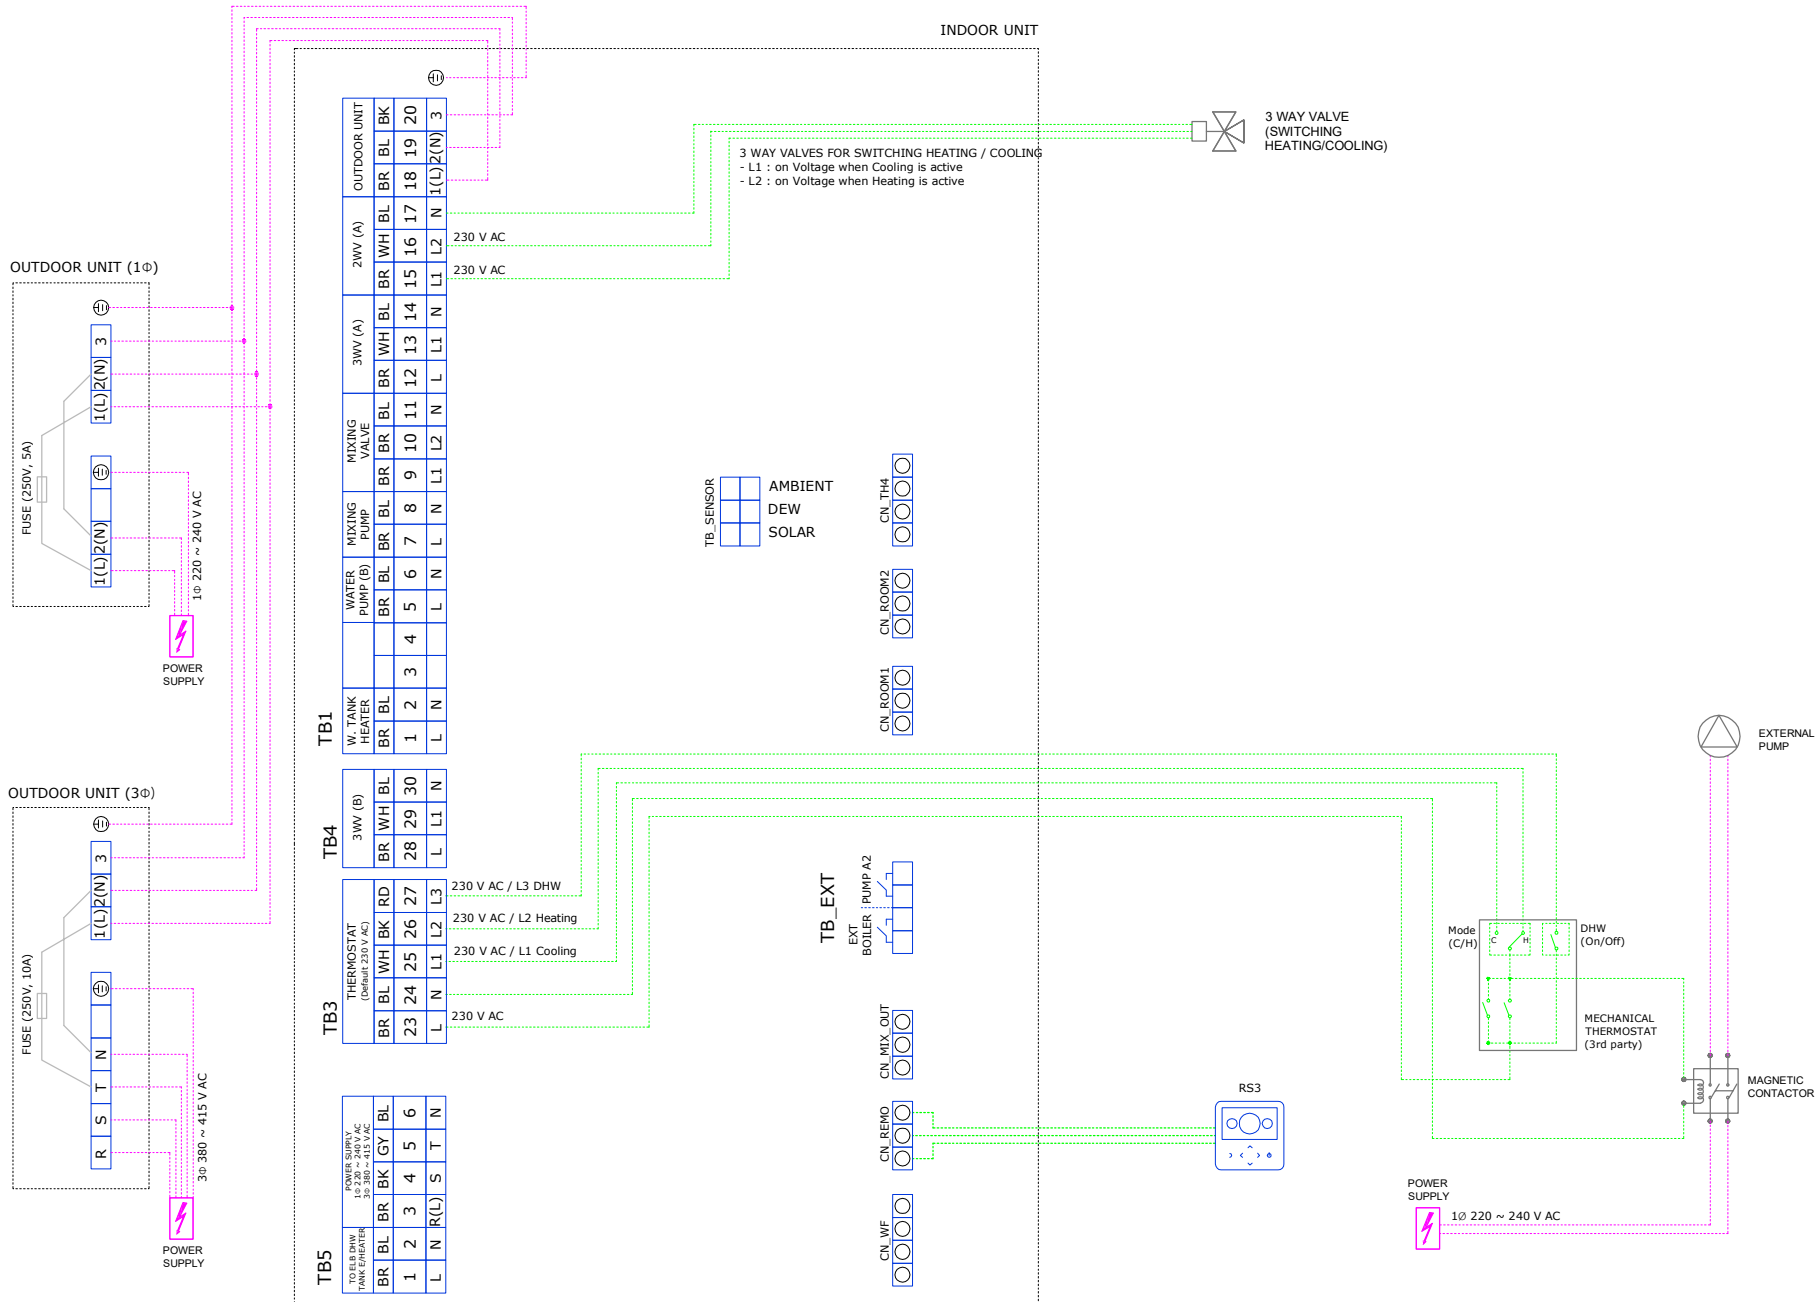 INDOOR UNIT
OUTDOOR UNIT
BK 20 3
BL 19 2(N)
BR 18 1(L)
2WV (A)
BL 17 N
WH 16 L2
BR 15 L1
3WV (A)
BL 14 N
WH 13 L1
BR 12 L
MIXING
VALVE
BL 11 N
BR 10 L2
BR 9 L1
MIXING
PUMP
BL 8 N
BR 7 L
WATER
PUMP (B)
BL 6 N
BR 5 L
4
3
W. TANK
HEATER
BL 2 N
BR 1 L
TB1
230 V AC
230 V AC
3 WAY VALVES FOR SWITCHING HEATING / COOLING
- L1 : on Voltage when Cooling is active
- L2 : on Voltage when Heating is active
3 WAY VALVE
(SWITCHING
HEATING/COOLING)
OUTDOOR UNIT (1Φ)
3
2(N)
1(L)
FUSE (250V, 5A)
2(N)
1(L)
1Φ 220 ~ 240 V AC
POWER
SUPPLY
OUTDOOR UNIT (3Φ)
3
2(N)
1(L)
FUSE (250V, 10A)
N
T
S
R
3Φ 380 ~ 415 V AC
POWER
SUPPLY
TB_SENSOR
AMBIENT
DEW
SOLAR
CN_TH4
CN_ROOM2
CN_ROOM1
TB4
3WV (B)
BL 30 N
WH 29 L1
BR 28 L
TB3
THERMOSTAT
(Default 230 V AC)
RD 27 L3
BK 26 L2
WH 25 L1
BL 24 N
BR 23 L
230 V AC / L3 DHW
230 V AC / L2 Heating
230 V AC / L1 Cooling
230 V AC
TB_EXT
PUMP A2
EXT
BOILER
CN_MIX_OUT
CN_REMO
CN_WF
TB5
POWER SUPPLY
1Φ 220 ~ 240 V AC
3Φ 380 ~ 415 V AC
BL 6 N
GY 5 T
BK 4 S
BR 3 R(L)
TO ELB DHW
TANK E/HEATER
BL 2 N
BR 1 L
RS3
EXTERNAL
PUMP
Mode
(C/H)
C
H
DHW
(On/Off)
MECHANICAL
THERMOSTAT
(3rd party)
MAGNETIC
CONTACTOR
POWER
SUPPLY
1Ø 220 ~ 240 V AC